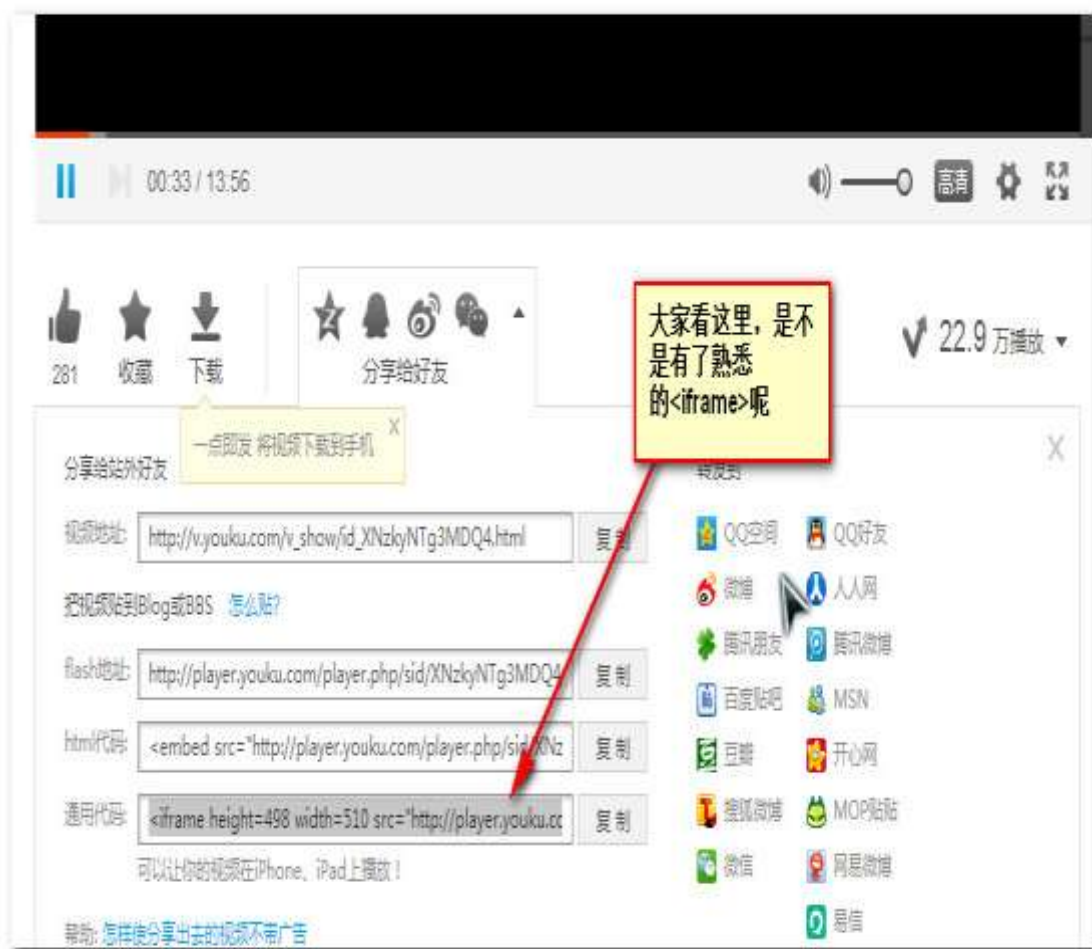 00:33 / 13:56
高清
281
收藏
下载
分享给好友
22.9 万播放
大家看这里，是不
是有了熟悉
的<iframe>呢
一点即发 将视频下载到手机
X
分享给站外好友
转发到
X
视频地址:
http://v.youku.com/v_show/id_XNzkyNTg3MDQ4.html
复制
把视频贴到Blog或BBS 怎么贴?
flash地址:
http://player.youku.com/player.php/sid/XNzkyNTg3MDQ4
复制
html代码:
<embed src="http://player.youku.com/player.php/sid/XNz
复制
通用代码:
<iframe height=498 width=510 src="http://player.youku.cc
复制
可以让你的视频在iPhone、iPad上播放！
帮助: 怎样使分享出去的视频不带广告
QQ空间
QQ好友
微博
人人网
腾讯朋友
腾讯微博
百度贴吧
MSN
豆瓣
开心网
搜狐微博
MOP贴贴
微信
网易微博
易信